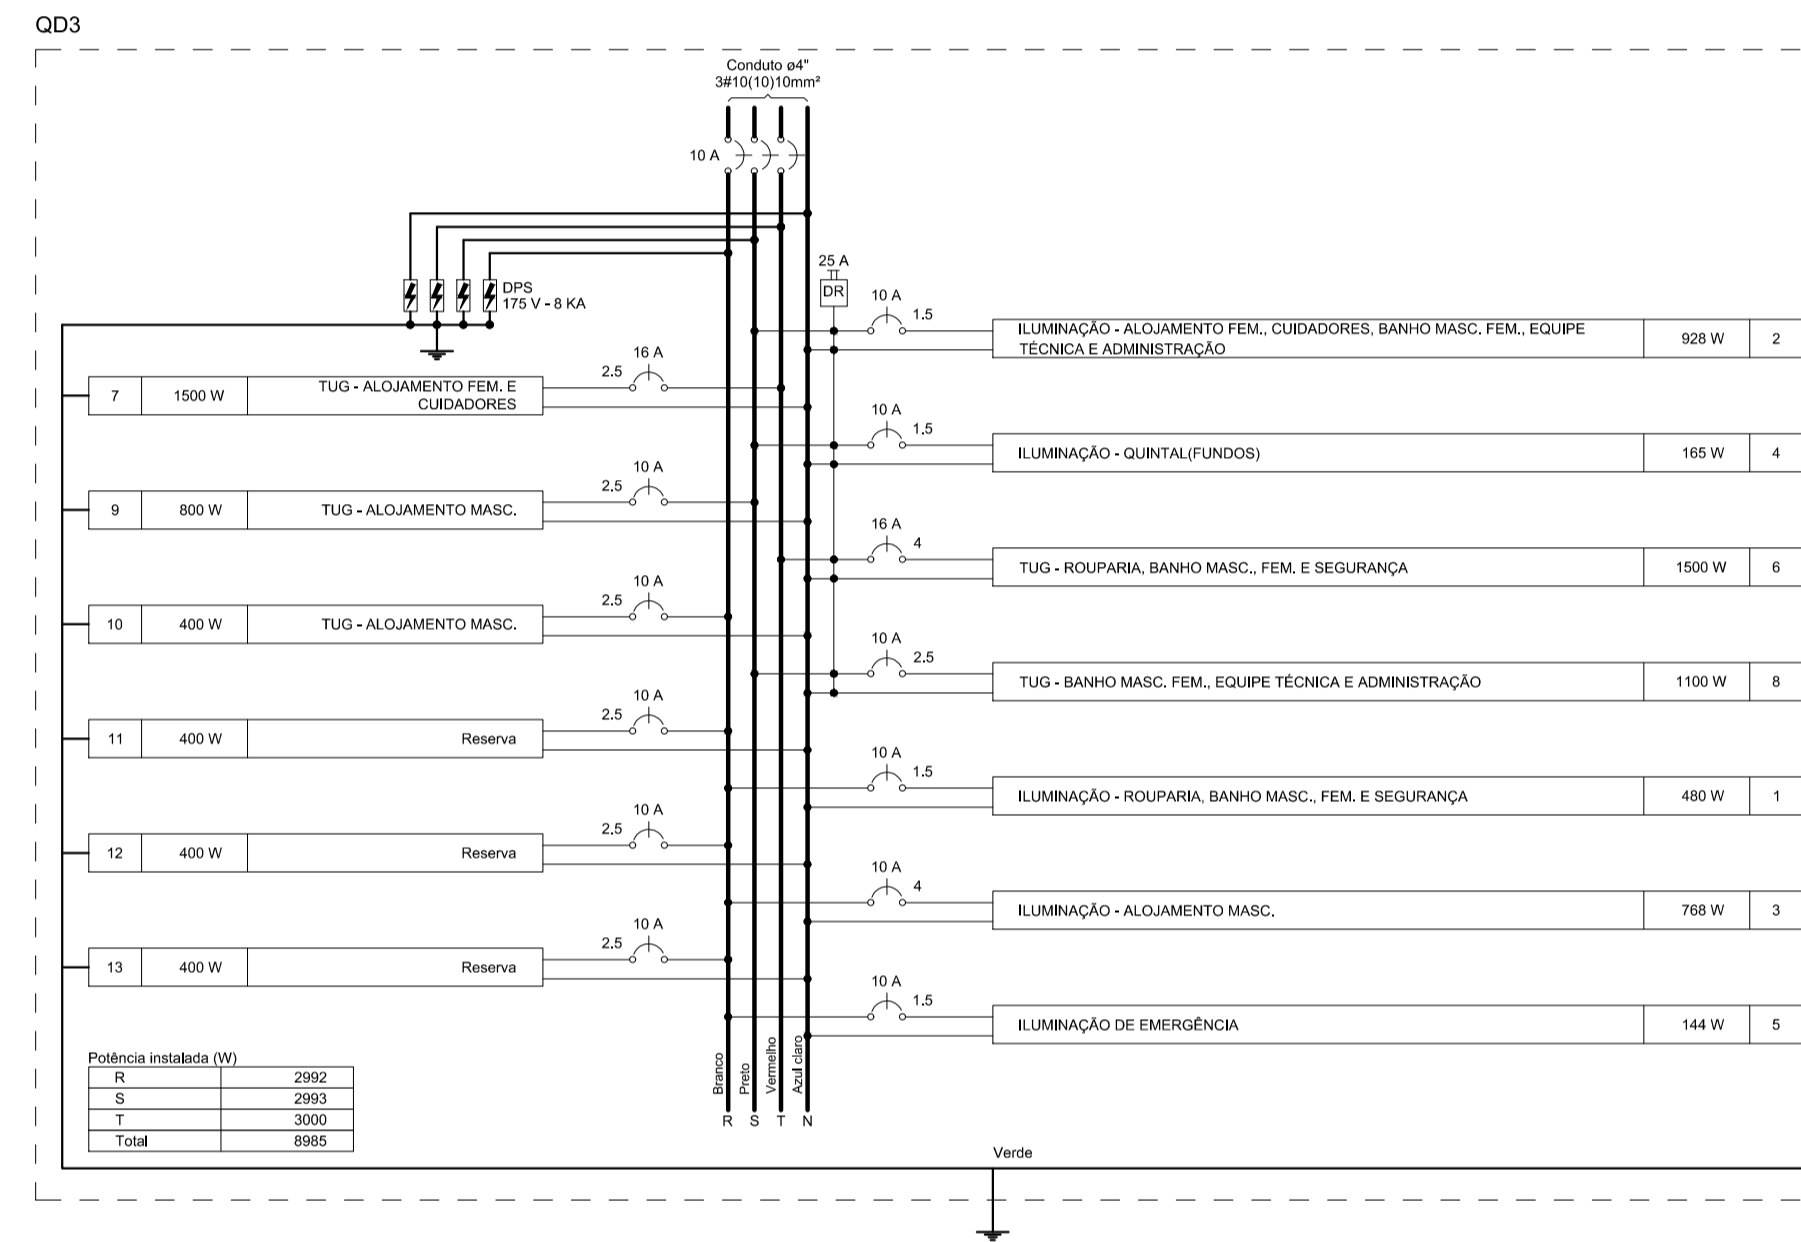 QD3
Conduto ø4"
3#10(10)10mm²
10 A
DPS
175 V - 8 KA
25 A
DR
7
1500 W
TUG - ALOJAMENTO FEM. E
CUIDADORES
2.5
16 A
9
800 W
TUG - ALOJAMENTO MASC.
2.5
10 A
10
400 W
TUG - ALOJAMENTO MASC.
2.5
10 A
11
400 W
Reserva
2.5
10 A
12
400 W
Reserva
2.5
10 A
13
400 W
Reserva
2.5
10 A
10 A
1.5
ILUMINAÇÃO - ALOJAMENTO FEM., CUIDADORES, BANHO MASC. FEM., EQUIPE
TÉCNICA E ADMINISTRAÇÃO
928 W
2
10 A
1.5
ILUMINAÇÃO - QUINTAL(FUNDOS)
165 W
4
16 A
4
TUG - ROUPARIA, BANHO MASC., FEM. E SEGURANÇA
1500 W
6
10 A
2.5
TUG - BANHO MASC. FEM., EQUIPE TÉCNICA E ADMINISTRAÇÃO
1100 W
8
10 A
1.5
ILUMINAÇÃO - ROUPARIA, BANHO MASC., FEM. E SEGURANÇA
480 W
1
10 A
4
ILUMINAÇÃO - ALOJAMENTO MASC.
768 W
3
10 A
1.5
ILUMINAÇÃO DE EMERGÊNCIA
144 W
5
Potência instalada (W)
R 2992
S 2993
T 3000
Total 8985
Branco
Preto
Vermelho
Azul claro
R S T N
Verde